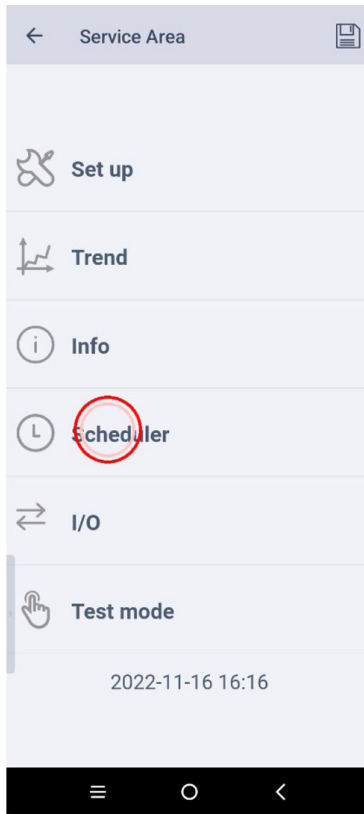 Service Area
Set up
Trend
Info
Scheduler
I/O
Test mode
2022-11-16 16:16